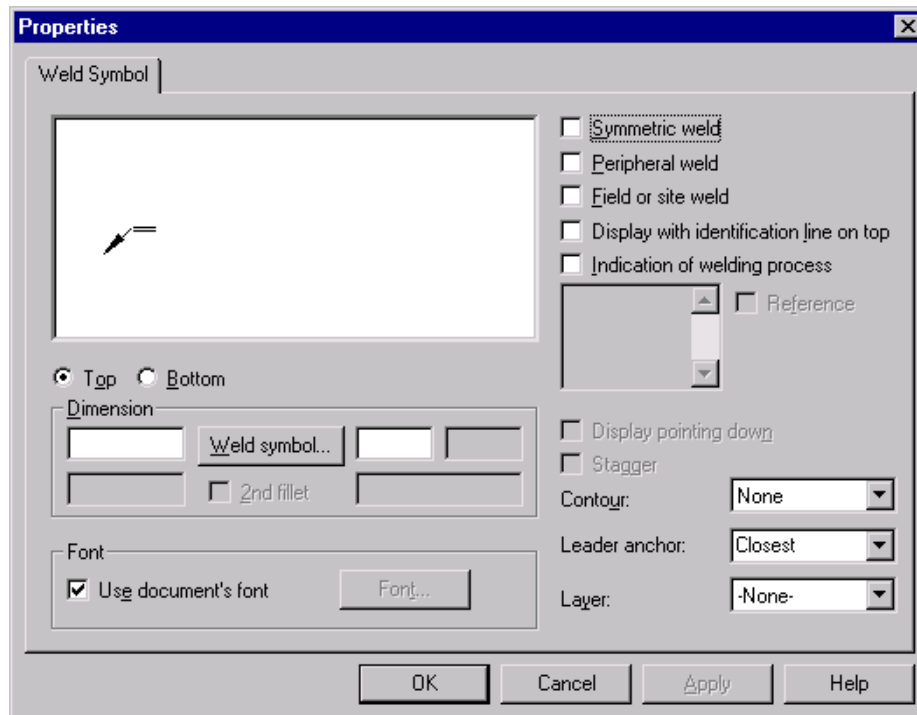 Properties
Weld Symbol
Symmetric weld
Peripheral weld
Field or site weld
Display with identification line on top
Indication of welding process
Reference
Top Bottom
Dimension
Weld symbol...
2nd fillet
Display pointing down
Stagger
Contour: None
Leader anchor: Closest
Layer: -None-
Font
Use document's font Font...
OK Cancel Apply Help